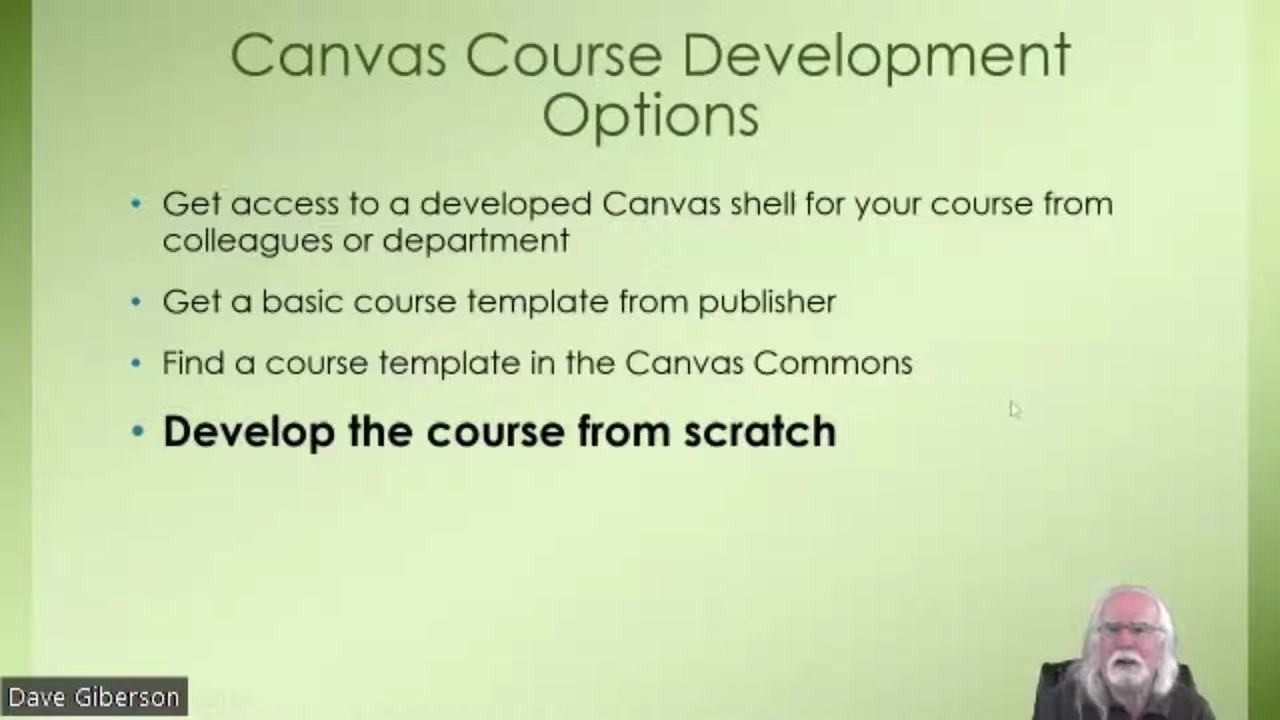 Canvas Course Development
Options
• Get access to a developed Canvas shell for your course from
colleagues or department
• Get a basic course template from publisher
• Find a course template in the Canvas Commons
• Develop the course from scratch
Dave Giberson